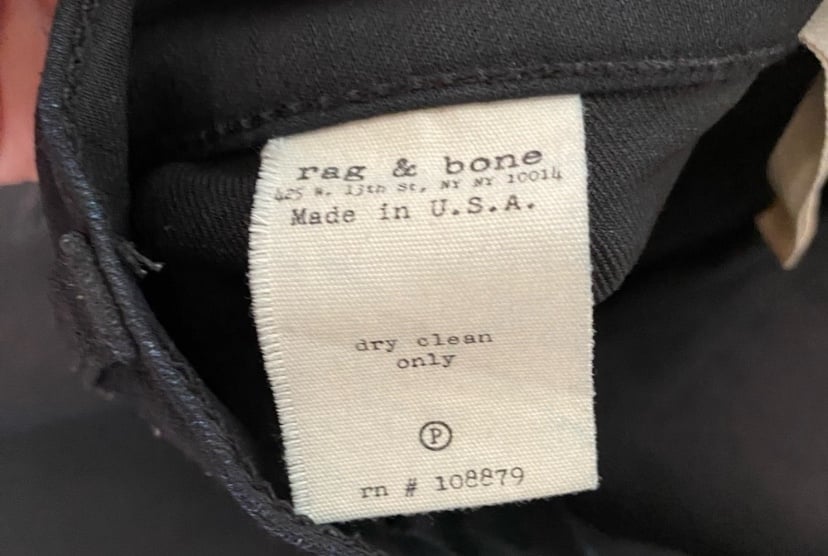 rag & bone
425 W. 13th St, NY NY 10014
Made in U.S.A.
dry clean
only
P
rn # 108879